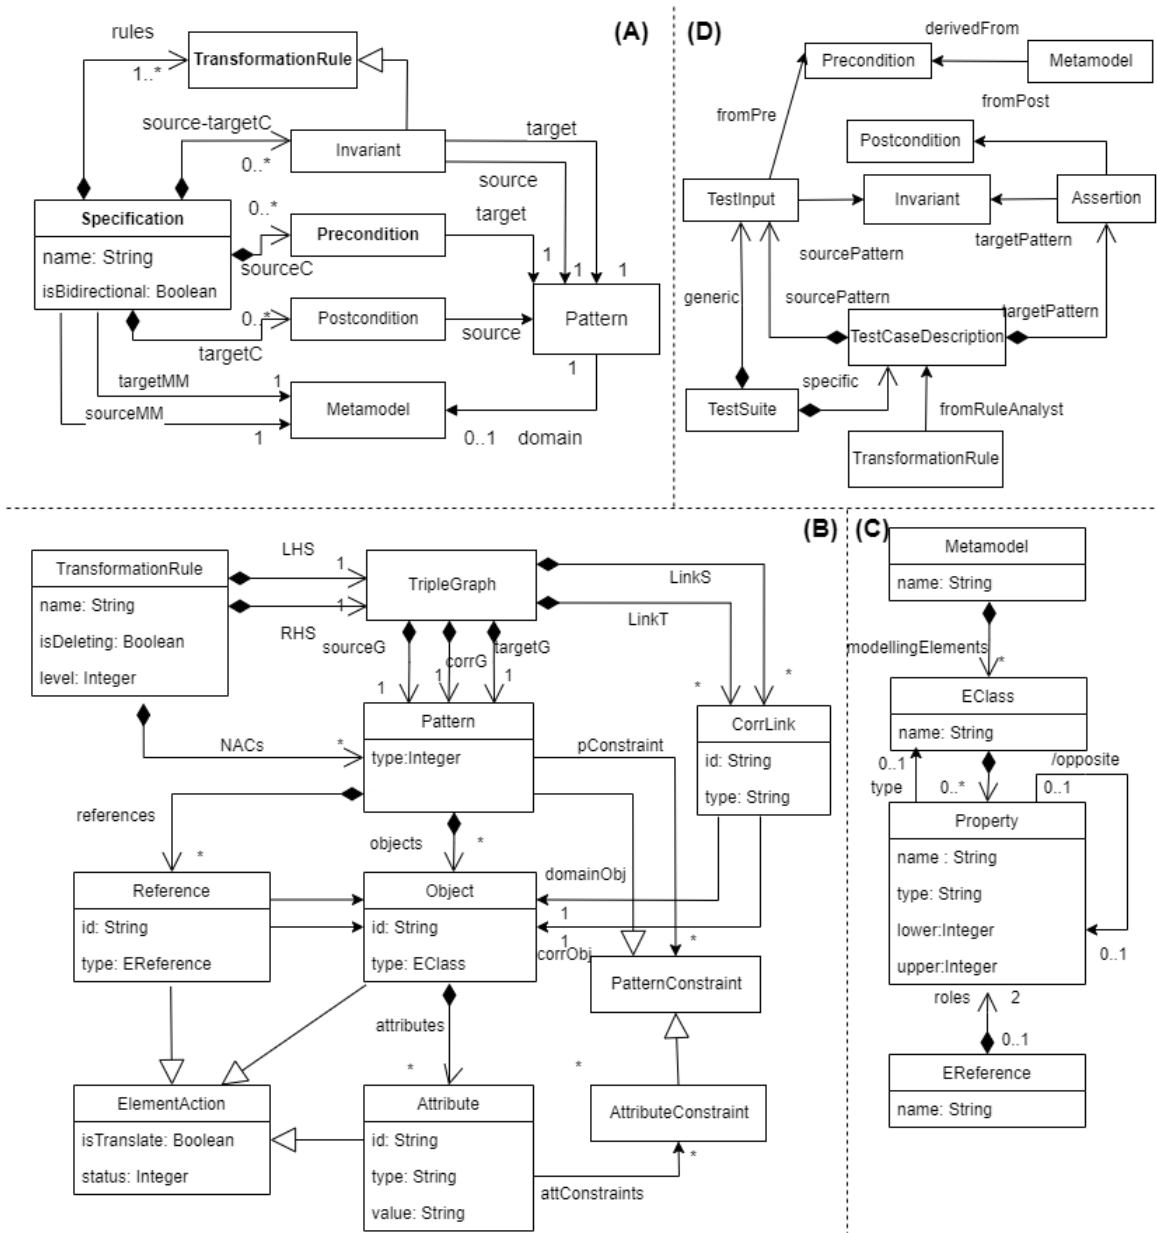 rules
(A)
TransformationRule
1..*
source-targetC
0..*
Invariant
target
source
Specification
name: String
isBidirectional: Boolean
0..*
Precondition
sourceC
target
1
1
1
0..*
Postcondition
targetC
source
Pattern
1
targetMM
1
sourceMM
1
Metamodel
0..1
domain
(D)
derivedFrom
Precondition
Metamodel
fromPre
fromPost
Postcondition
TestInput
Invariant
Assertion
sourcePattern
targetPattern
generic
sourcePattern
targetPattern
TestCaseDescription
specific
TestSuite
fromRuleAnalyst
TransformationRule
(B)
TransformationRule
name: String
isDeleting: Boolean
level: Integer
LHS
1
RHS
1
TripleGraph
LinkS
LinkT
sourceG
corrG
targetG
1
1
1
*
*
NACs
*
Pattern
type:Integer
pConstraint
CorrLink
id: String
type: String
references
*
objects
*
Reference
id: String
type: EReference
Object
id: String
type: EClass
domainObj
1
1
corrObj
*
PatternConstraint
attributes
*
*
ElementAction
isTranslate: Boolean
status: Integer
Attribute
id: String
type: String
value: String
AttributeConstraint
*
attConstraints
(C)
Metamodel
name: String
modellingElements
*
EClass
name: String
0..1
type
0..*
/opposite
0..1
Property
name : String
type: String
lower:Integer
upper:Integer
0..1
roles
2
0..1
EReference
name: String